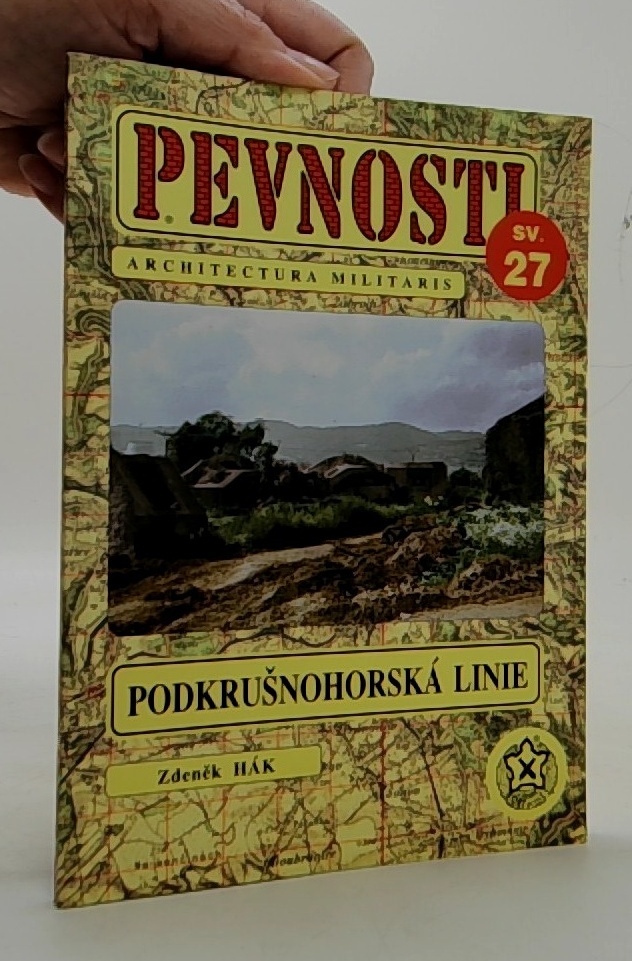 PEVNOSTI
SV.
27
ARCHITECTURA MILITARIS
PODKRUŠNOHORSKÁ LINIE
Zdeněk HÁK